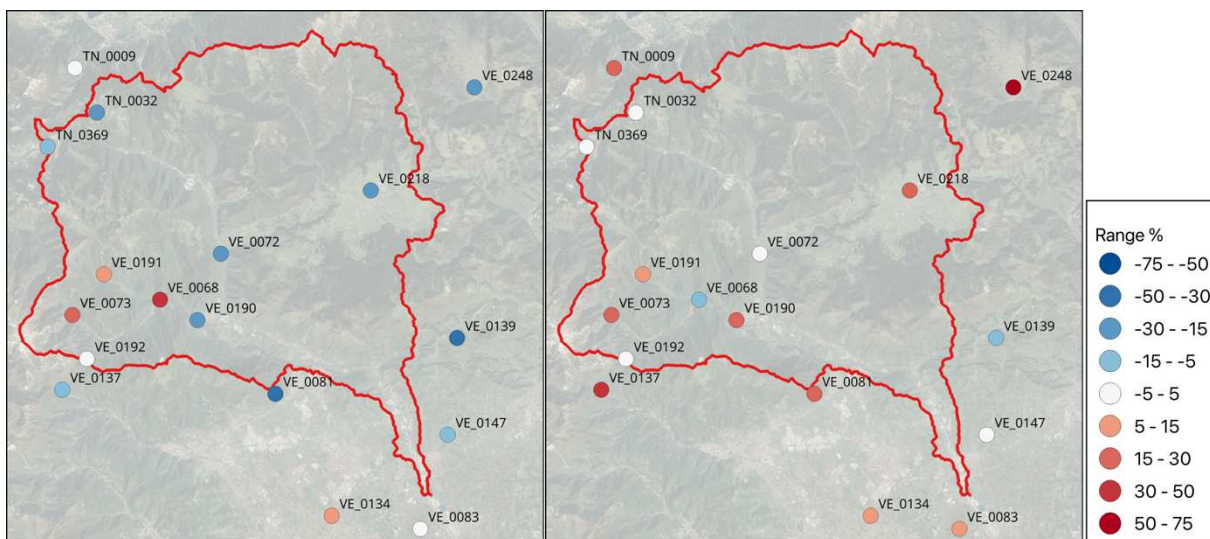 TN_0009
VE_0248
TN_0032
TN_0369
VE_0218
VE_0072
VE_0191
VE_0068
VE_0073
VE_0190
VE_0139
VE_0192
VE_0137
VE_0081
VE_0147
VE_0134
VE_0083
TN_0009
VE_0248
TN_0032
TN_0369
VE_0218
VE_0072
VE_0191
VE_0068
VE_0073
VE_0190
VE_0139
VE_0192
VE_0137
VE_0081
VE_0147
VE_0134
VE_0083
Range %
-75 - -50
-50 - -30
-30 - -15
-15 - -5
-5 - 5
5 - 15
15 - 30
30 - 50
50 - 75